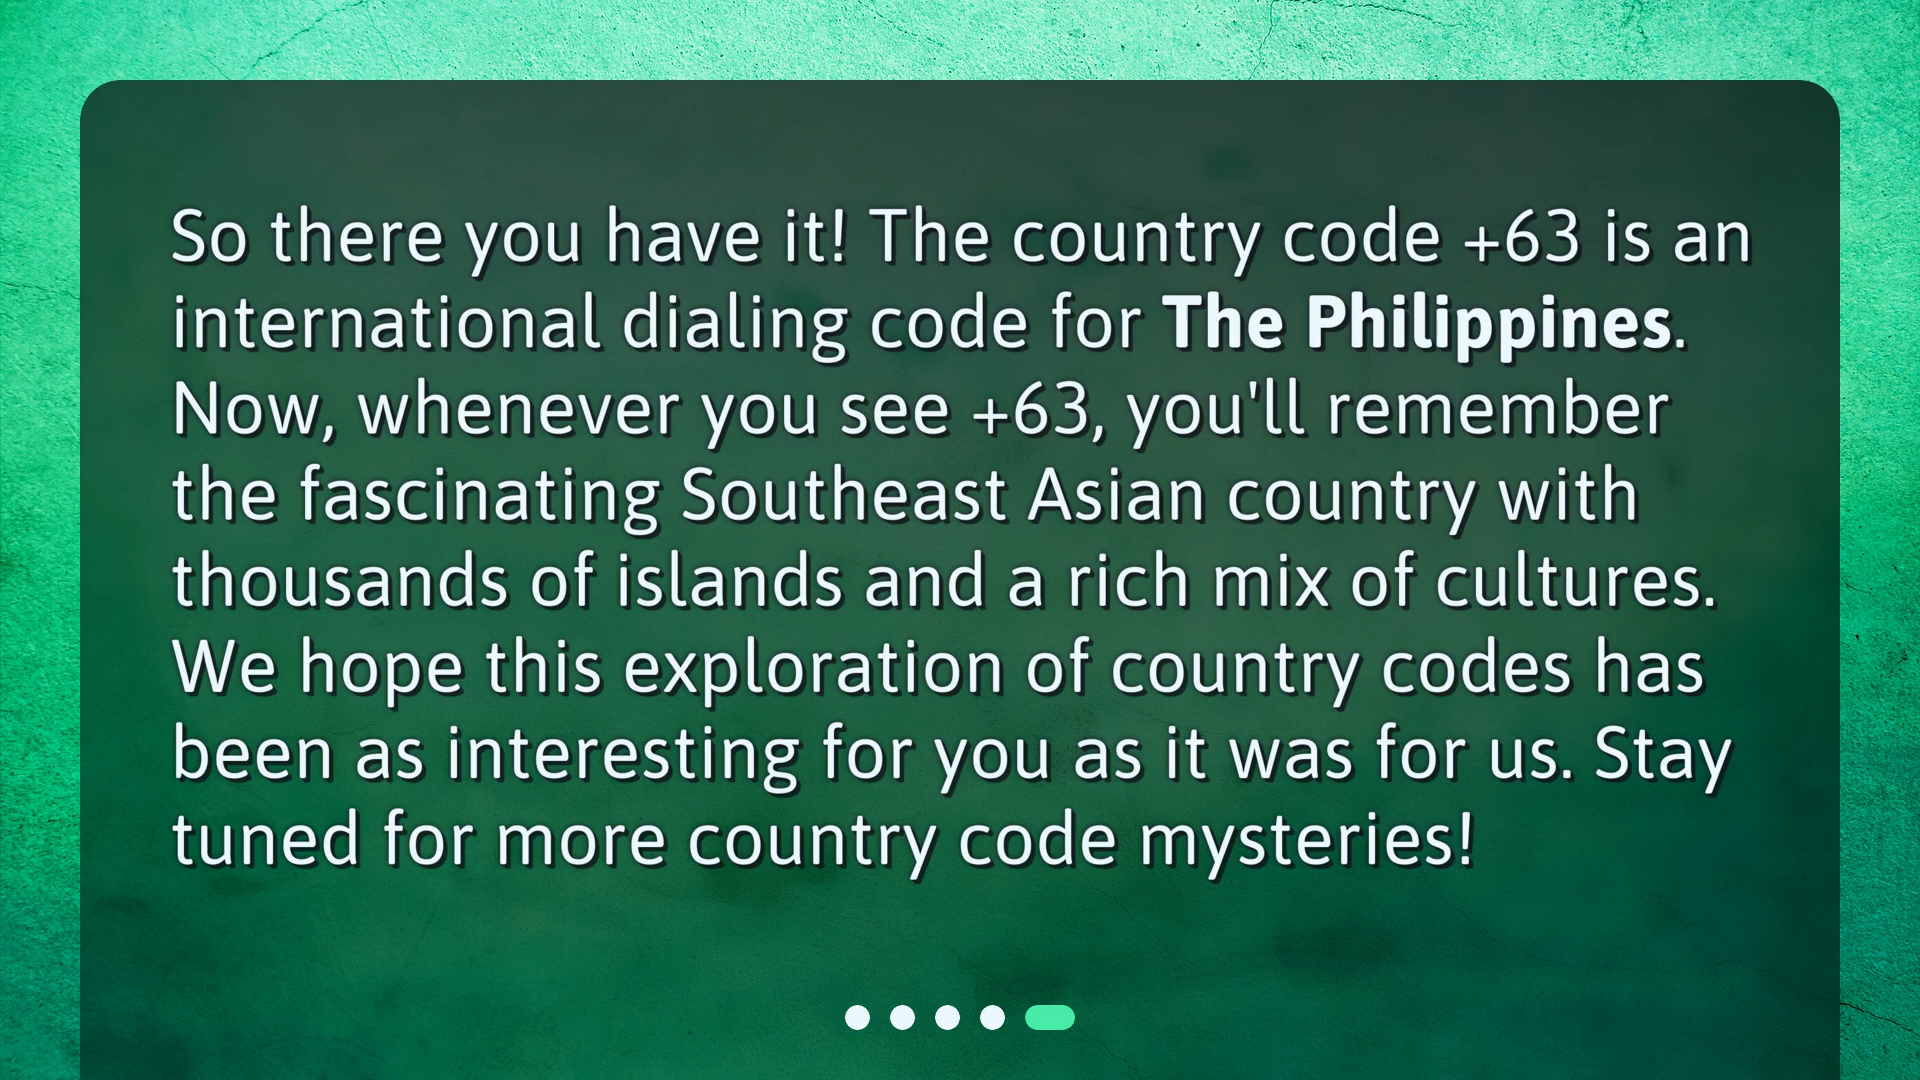 So there you have it! The country code +63 is an
international dialing code for The Philippines.
Now, whenever you see +63, you'll remember
the fascinating Southeast Asian country with
thousands of islands and a rich mix of cultures.
We hope this exploration of country codes has
been as interesting for you as it was for us. Stay
tuned for more country code mysteries!